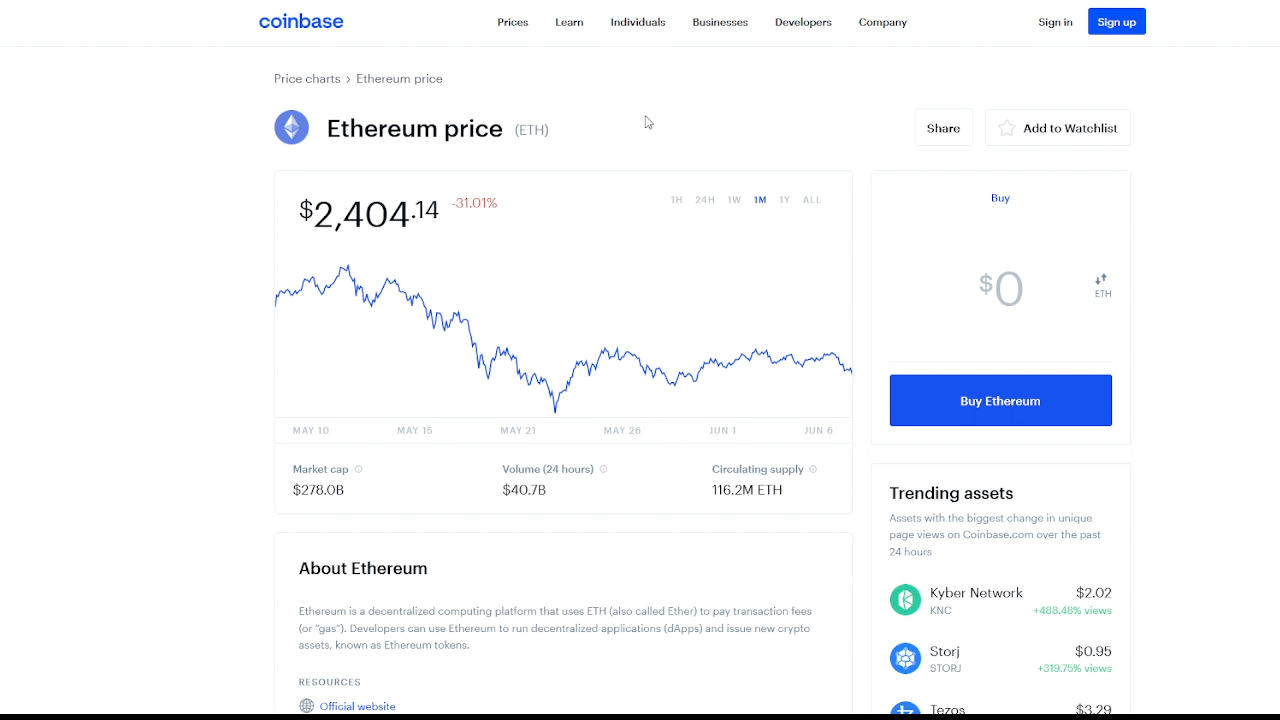 coinbase
Prices
Learn
Individuals
Businesses
Developers
Company
Sign in
Sign up
Price charts › Ethereum price
Ethereum price (ETH)
Share
Add to Watchlist
$2,404.14 -31.01%
1H 24H 1W 1M 1Y ALL
MAY 10 MAY 15 MAY 21 MAY 26 JUN 1 JUN 6
Market cap
$278.0B
Volume (24 hours)
$40.7B
Circulating supply
116.2M ETH
Buy
$0
ETH
Buy Ethereum
About Ethereum
Ethereum is a decentralized computing platform that uses ETH (also called Ether) to pay transaction fees
(or “gas”). Developers can use Ethereum to run decentralized applications (dApps) and issue new crypto
assets, known as Ethereum tokens.
RESOURCES
Official website
Trending assets
Assets with the biggest change in unique
page views on Coinbase.com over the past
24 hours
Kyber Network $2.02
KNC +488.48% views
Storj $0.95
STORJ +319.75% views
Tezos $3.29